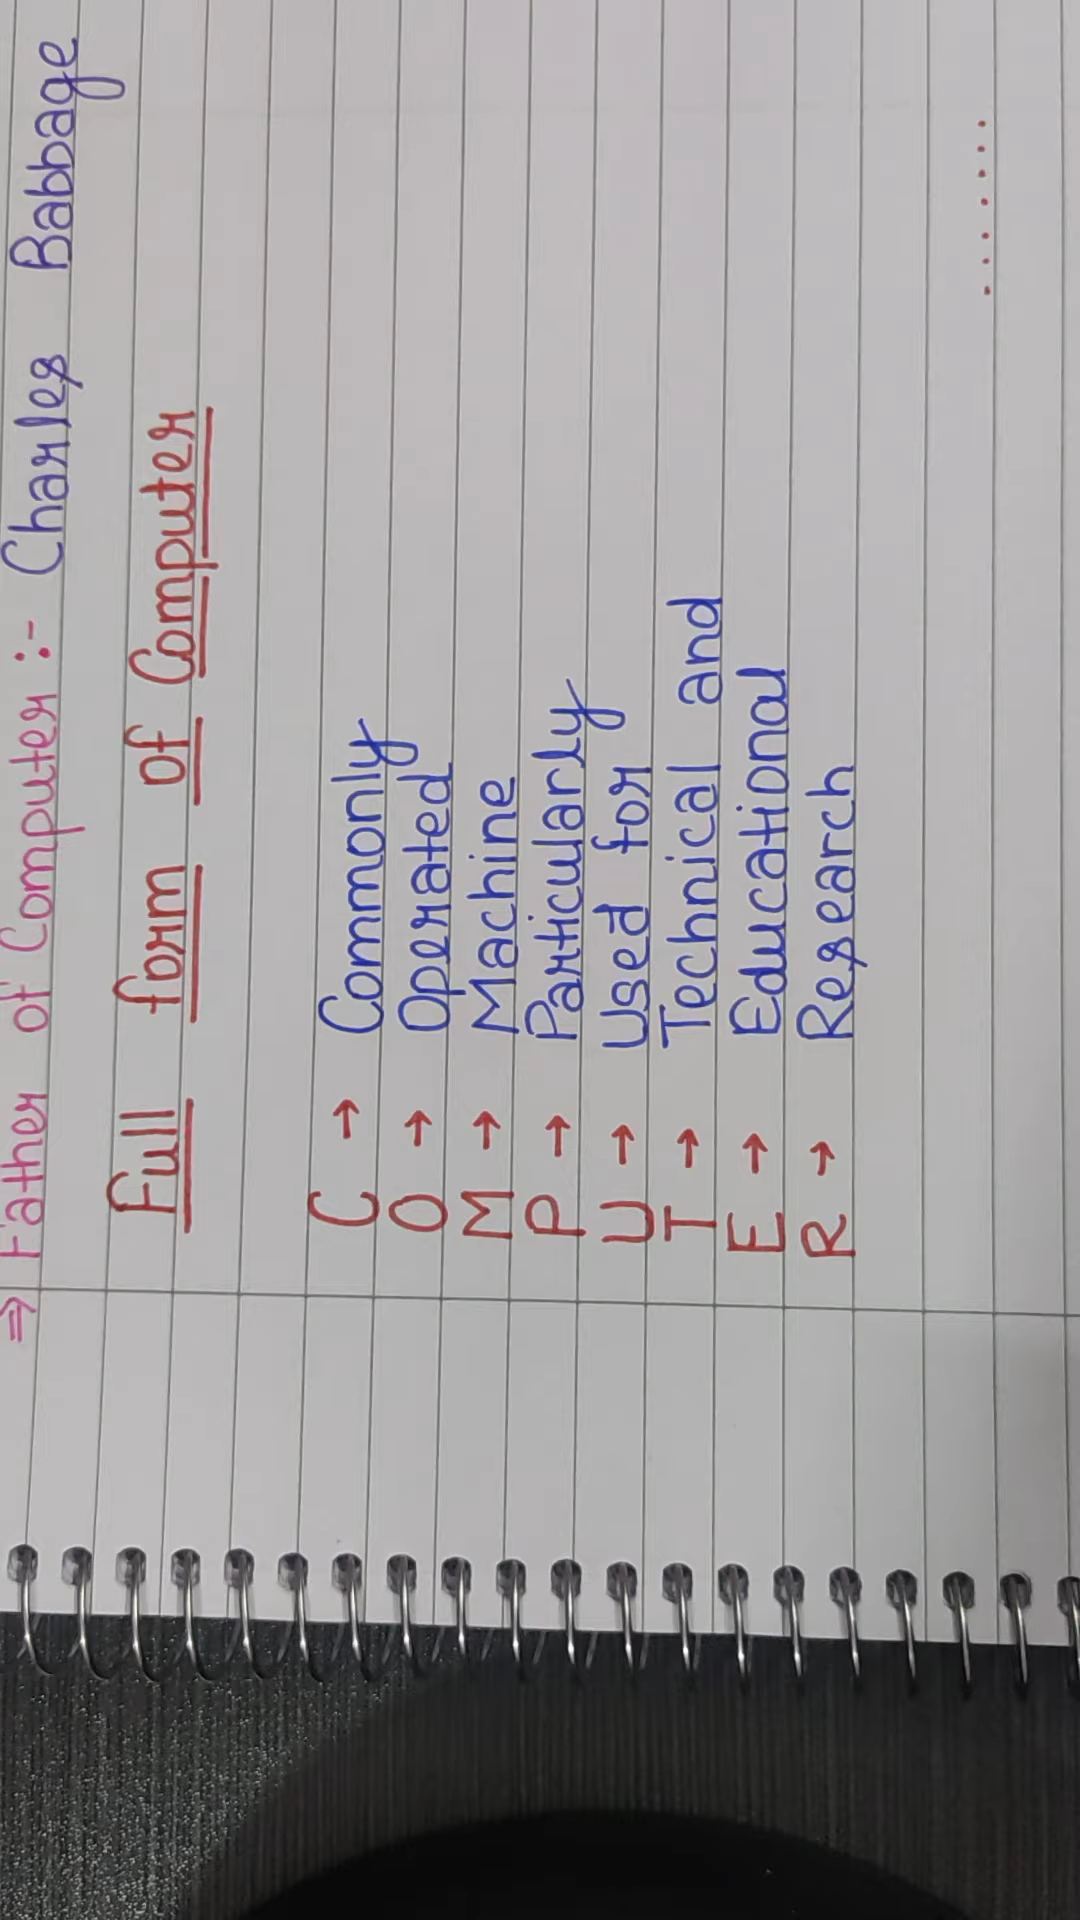 ⇒ Father of Computer :- Charles Babbage
Full form of Computer
C → Commonly
O → Operated
M → Machine
P → Particularly
U → Used for
T → Technical and
E → Educational
R → Research
.......